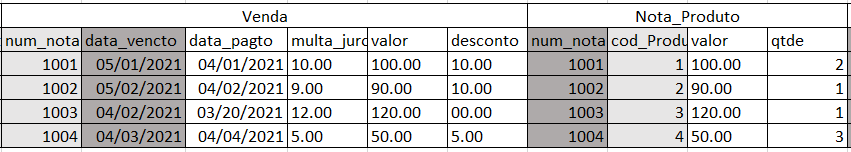 Venda Nota_Produto
num_nota data_vencto data_pagto multa_juro valor desconto num_nota cod_Produ valor qtde
1001 05/01/2021 04/01/2021 10.00 100.00 10.00 1001 1 100.00 2
1002 05/02/2021 04/02/2021 9.00 90.00 10.00 1002 2 90.00 1
1003 04/02/2021 03/20/2021 12.00 120.00 00.00 1003 3 120.00 1
1004 04/03/2021 04/04/2021 5.00 50.00 5.00 1004 4 50.00 3